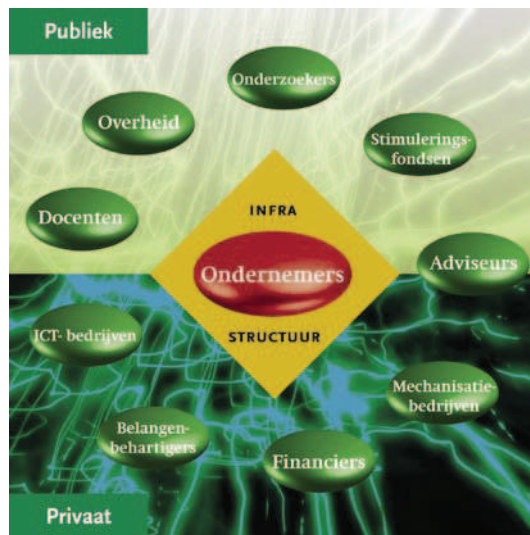 Publiek
Onderzoekers
Overheid
Stimulerings-
fondsen
Docenten
INFRA
Ondernemers
Adviseurs
STRUCTUUR
ICT- bedrijven
Mechanisatie-
bedrijven
Belangen-
behartigers
Financiers
Privaat